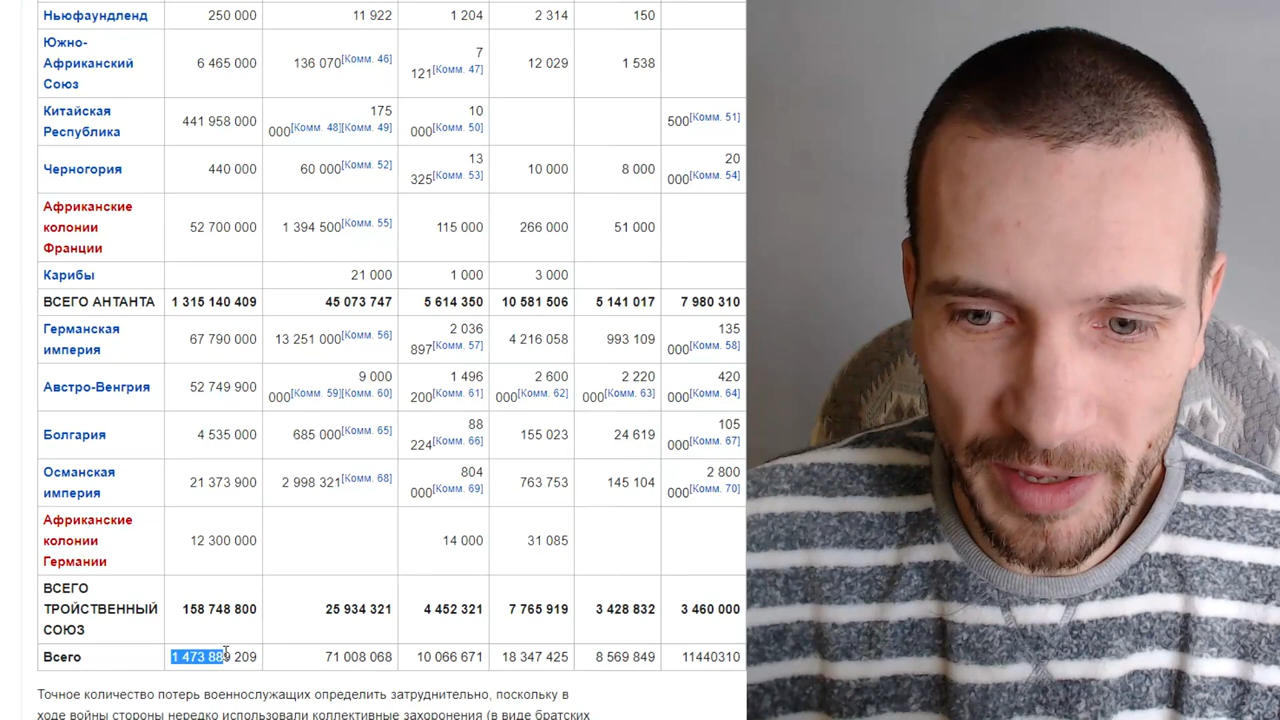 Ньюфаундленд 250 000 11 922 1 204 2 314 150
Южно-
Африканский
Союз
6 465 000 136 070[Комм. 46] 7
121[Комм. 47] 12 029 1 538
Китайская
Республика
441 958 000 175
000[Комм. 48][Комм. 49] 10
000[Комм. 50] 500[Комм. 51]
Черногория 440 000 60 000[Комм. 52] 13
325[Комм. 53] 10 000 8 000 20
000[Комм. 54]
Африканские
колонии
Франции
52 700 000 1 394 500[Комм. 55] 115 000 266 000 51 000
Карибы 21 000 1 000 3 000
ВСЕГО АНТАНТА 1 315 140 409 45 073 747 5 614 350 10 581 506 5 141 017 7 980 310
Германская
империя
67 790 000 13 251 000[Комм. 56] 2 036
897[Комм. 57] 4 216 058 993 109 135
000[Комм. 58]
Австро-Венгрия 52 749 900 9 000
000[Комм. 59][Комм. 60] 1 496
200[Комм. 61] 2 600
000[Комм. 62] 2 220
000[Комм. 63] 420
000[Комм. 64]
Болгария 4 535 000 685 000[Комм. 65] 88
224[Комм. 66] 155 023 24 619 105
000[Комм. 67]
Османская
империя
21 373 900 2 998 321[Комм. 68] 804
000[Комм. 69] 763 753 145 104 2 800
000[Комм. 70]
Африканские
колонии
Германии
12 300 000 14 000 31 085
ВСЕГО
ТРОЙСТВЕННЫЙ
СОЮЗ
158 748 800 25 934 321 4 452 321 7 765 919 3 428 832 3 460 000
Всего 1 473 889 209 71 008 068 10 066 671 18 347 425 8 569 849 11440310
Точное количество потерь военнослужащих определить затруднительно, поскольку в
ходе войны стороны нередко использовали коллективные захоронения (в виде братских